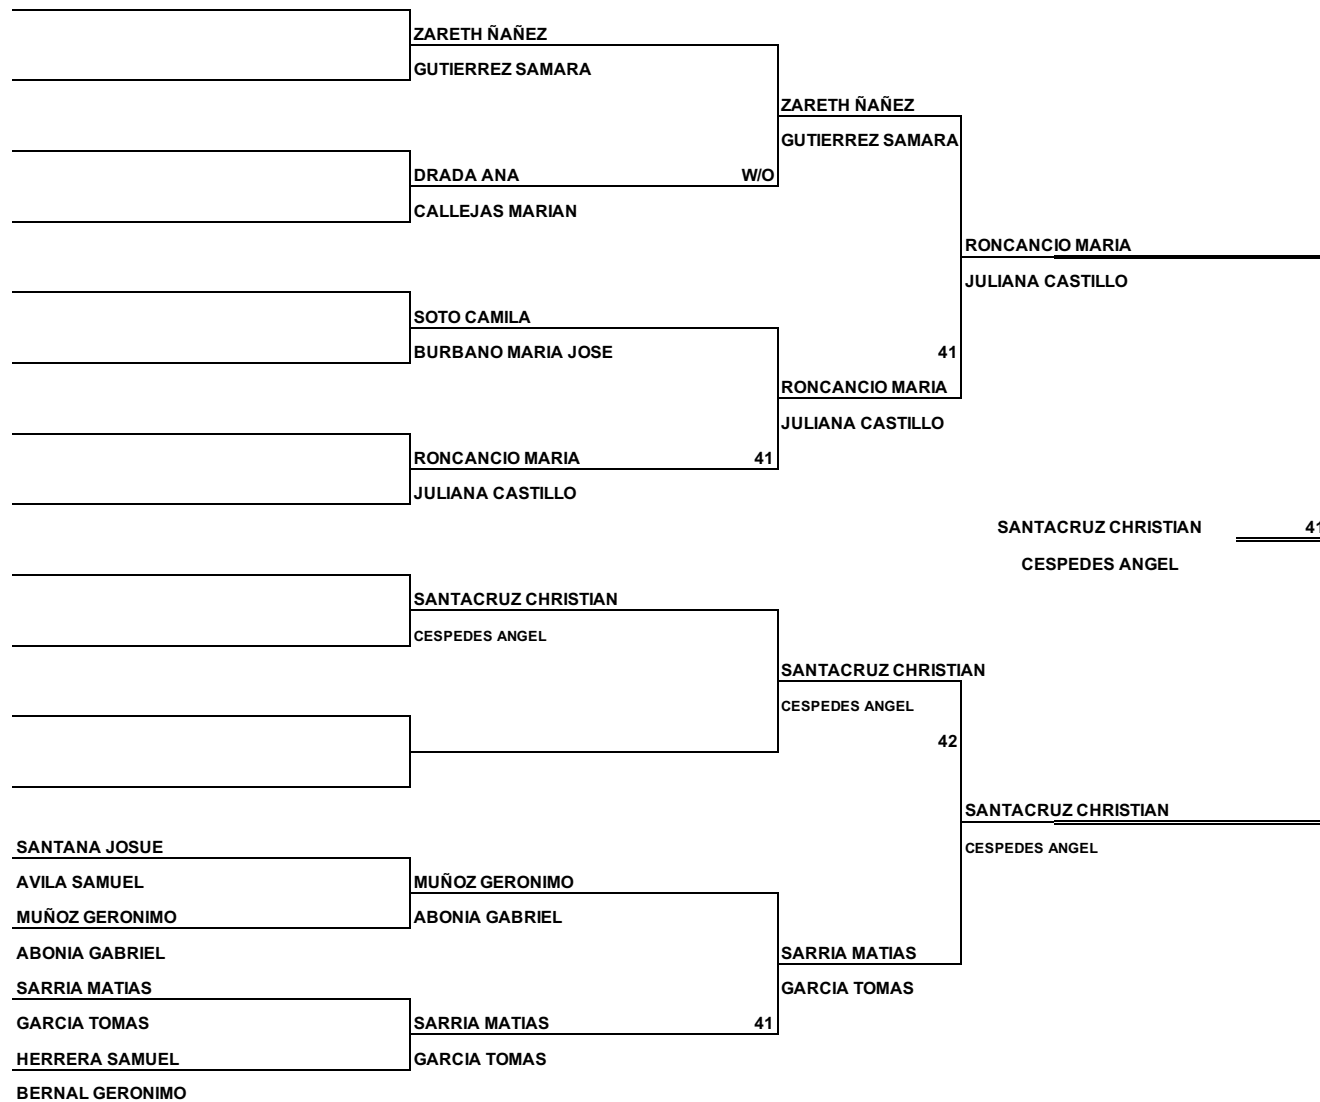 ZARETH ÑAÑEZ
GUTIERREZ SAMARA
ZARETH ÑAÑEZ
GUTIERREZ SAMARA
DRADA ANA W/O
CALLEJAS MARIAN
RONCANCIO MARIA
JULIANA CASTILLO
SOTO CAMILA
BURBANO MARIA JOSE 41
RONCANCIO MARIA
JULIANA CASTILLO
RONCANCIO MARIA 41
JULIANA CASTILLO
SANTACRUZ CHRISTIAN 41
CESPEDES ANGEL
SANTACRUZ CHRISTIAN
CESPEDES ANGEL
SANTACRUZ CHRISTIAN
CESPEDES ANGEL
42
SANTACRUZ CHRISTIAN
CESPEDES ANGEL
SANTANA JOSUE
AVILA SAMUEL MUÑOZ GERONIMO
MUÑOZ GERONIMO ABONIA GABRIEL
ABONIA GABRIEL SARRIA MATIAS
SARRIA MATIAS GARCIA TOMAS
GARCIA TOMAS SARRIA MATIAS 41
HERRERA SAMUEL GARCIA TOMAS
BERNAL GERONIMO